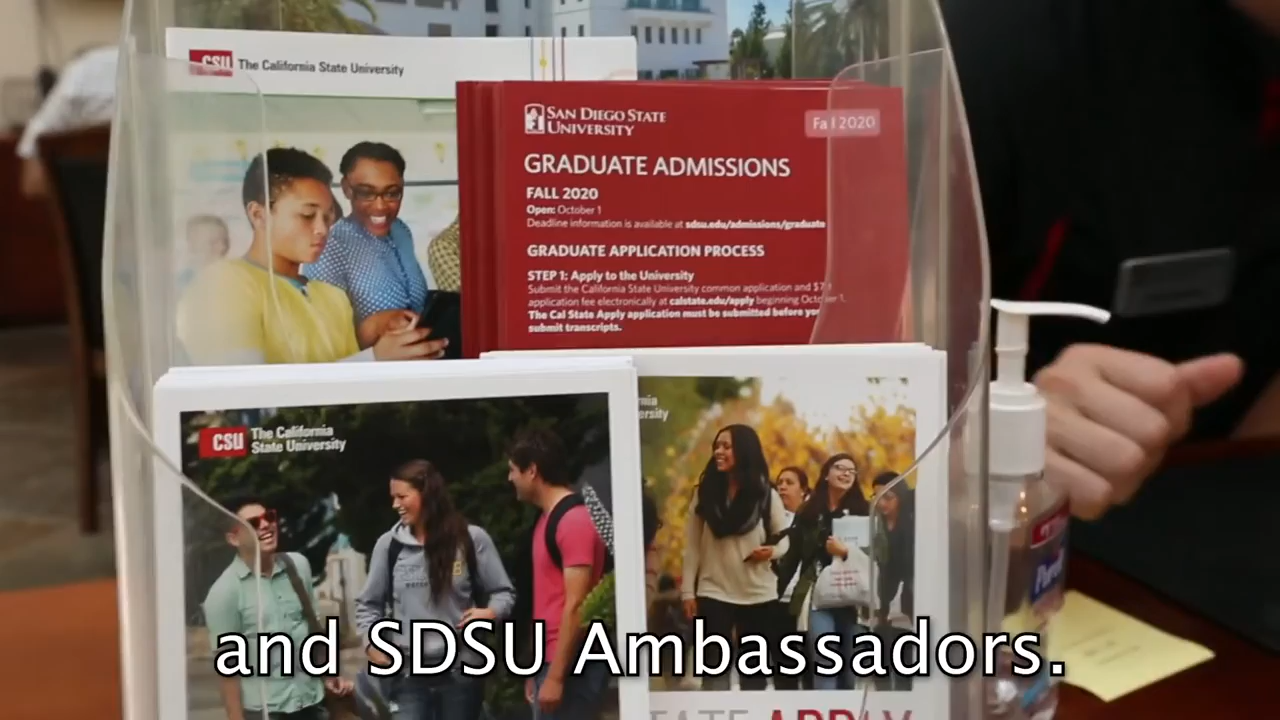 CSU The California State University
SAN DIEGO STATE
UNIVERSITY
Fall 2020
GRADUATE ADMISSIONS
FALL 2020
Open: October 1
Deadline information is available at sdsu.edu/admissions/graduate
GRADUATE APPLICATION PROCESS
STEP 1: Apply to the University
Submit the California State University common application and
application fee electronically at calstate.edu/apply beginning October 1.
The Cal State Apply application must be submitted before you
submit transcripts.
CSU The California
State University
Purell
and SDSU Ambassadors.
APPLY